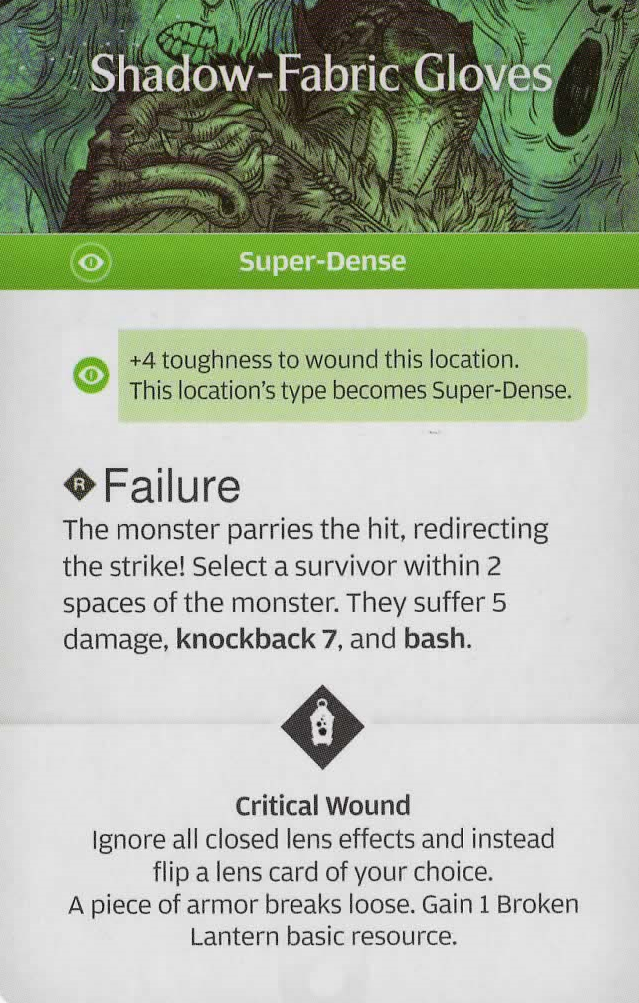 Shadow-Fabric Gloves
Super-Dense
+4 toughness to wound this location.
This location's type becomes Super-Dense.
R Failure
The monster parries the hit, redirecting
the strike! Select a survivor within 2
spaces of the monster. They suffer 5
damage, knockback 7, and bash.
Critical Wound
Ignore all closed lens effects and instead
flip a lens card of your choice.
A piece of armor breaks loose. Gain 1 Broken
Lantern basic resource.